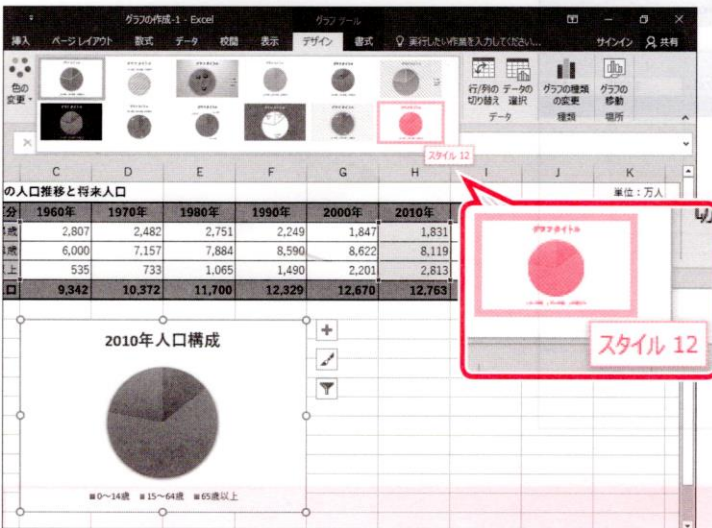 グラフの作成-1 - Excel
グラフ ツール
挿入 ページレイアウト 数式 データ 校閲 表示 デザイン 書式 実行したい作業を入力してください... サインイン 共有
色の変更
行/列の切り替え
データの選択
グラフの種類の変更
グラフの移動
データ 種類 場所
スタイル 12
C D E F G H I J K
の人口推移と将来人口 単位：万人
分 1960年 1970年 1980年 1990年 2000年 2010年
歳 2,807 2,482 2,751 2,249 1,847 1,831
歳 6,000 7,157 7,884 8,590 8,622 8,119
以上 535 733 1,065 1,490 2,201 2,813
口 9,342 10,372 11,700 12,329 12,670 12,763
グラフタイトル
スタイル 12
2010年人口構成
0～14歳 15～64歳 65歳以上